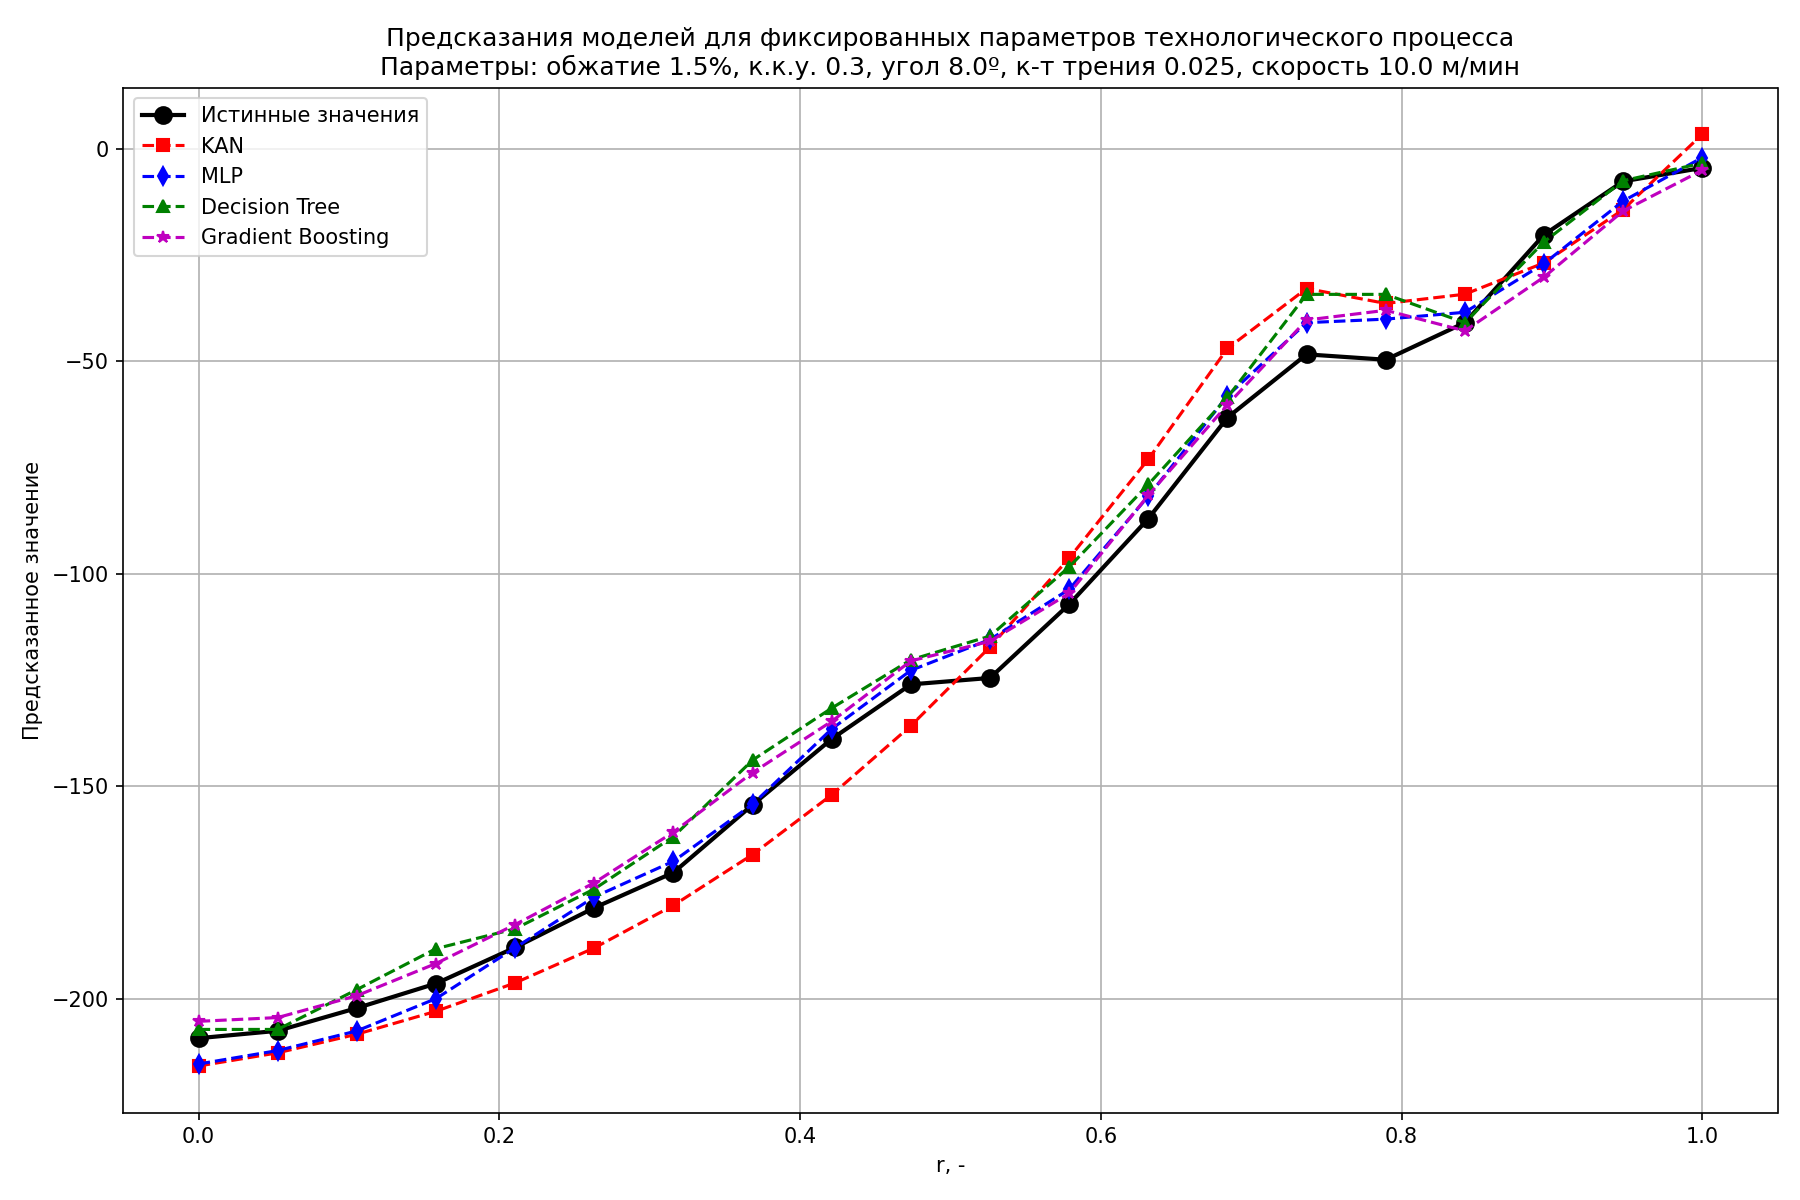 Предсказания моделей для фиксированных параметров технологического процесса
Параметры: обжатие 1.5%, к.к.у. 0.3, угол 8.0º, к-т трения 0.025, скорость 10.0 м/мин
Истинные значения
KAN
MLP
Decision Tree
Gradient Boosting
Предсказанное значение
0
−50
−100
−150
−200
0.0
0.2
0.4
0.6
0.8
1.0
r, -